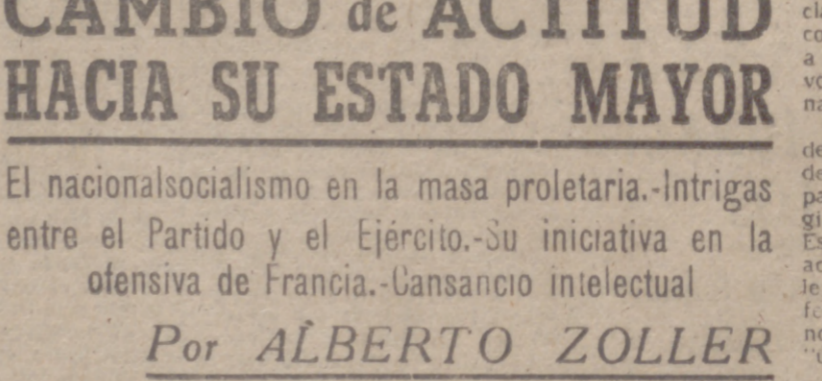 CAMBIO de ACTITUD
HACIA SU ESTADO MAYOR
El nacionalsocialismo en la masa proletaria.-Intrigas
entre el Partido y el Ejército.-Su iniciativa en la
ofensiva de Francia.-Cansancio intelectual
Por ALBERTO ZOLLER